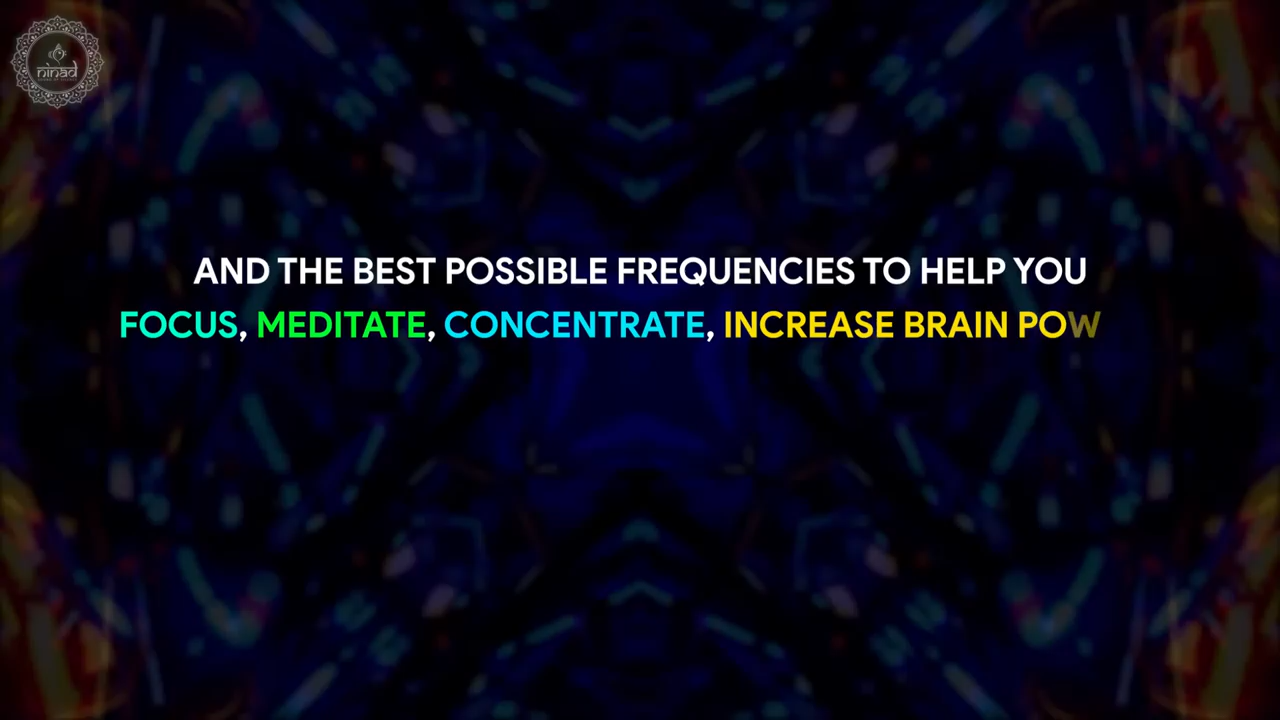 ninad
AND THE BEST POSSIBLE FREQUENCIES TO HELP YOU
FOCUS, MEDITATE, CONCENTRATE, INCREASE BRAIN POW